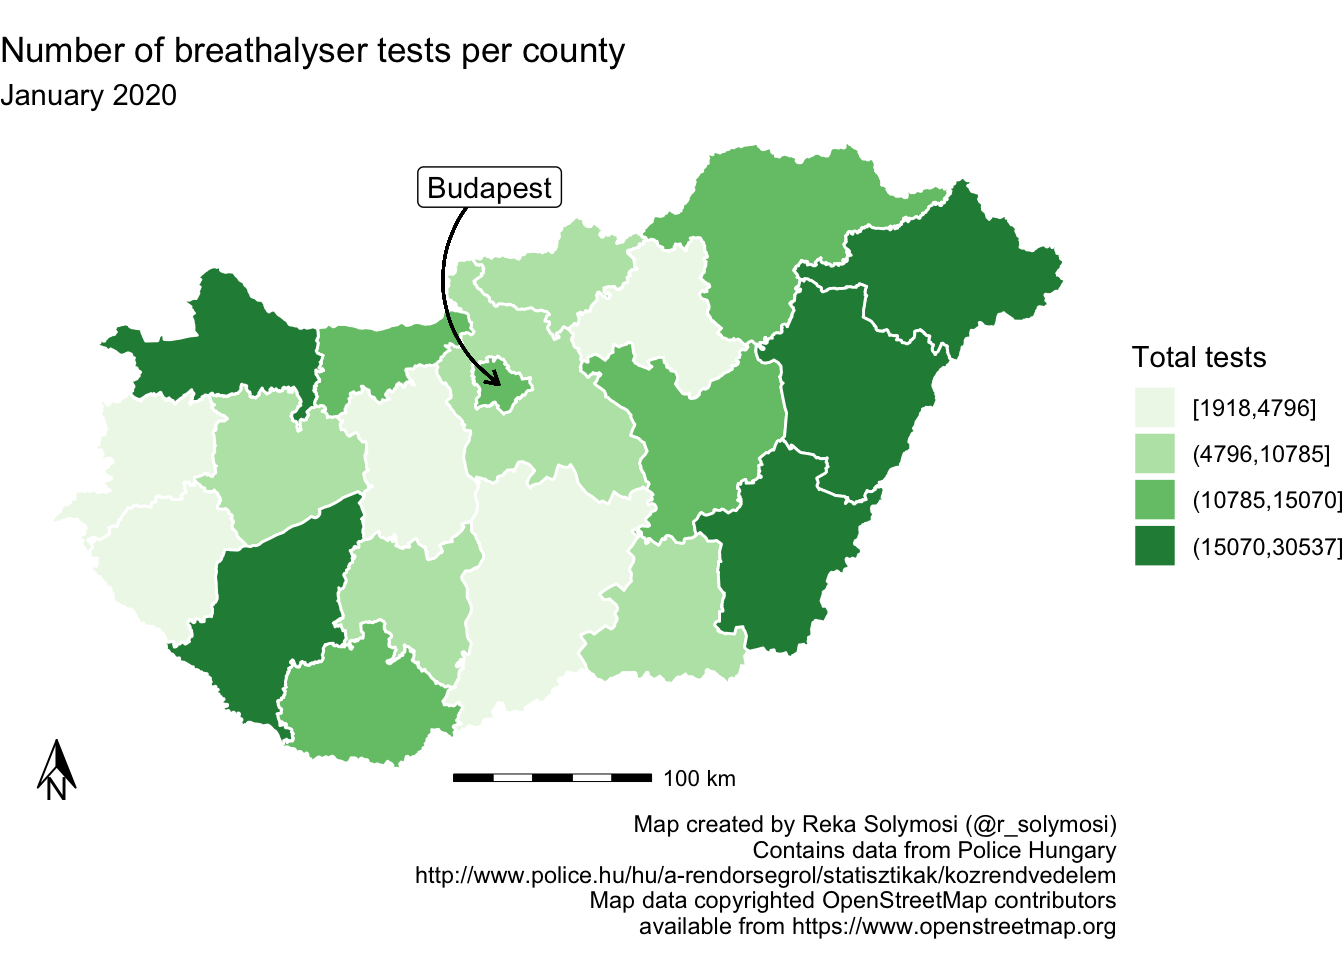 Number of breathalyser tests per county
January 2020
Budapest
Total tests
[1918,4796]
(4796,10785]
(10785,15070]
(15070,30537]
N
100 km
Map created by Reka Solymosi (@r_solymosi)
Contains data from Police Hungary
http://www.police.hu/hu/a-rendorsegrol/statisztikak/kozrendvedelem
Map data copyrighted OpenStreetMap contributors
available from https://www.openstreetmap.org